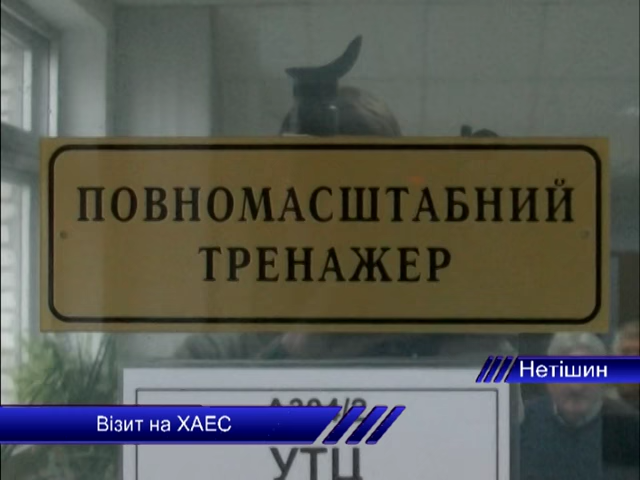 ПОВНОМАСШТАБНИЙ
ТРЕНАЖЕР
Нетішин
Візит на ХАЕС
УТЦ